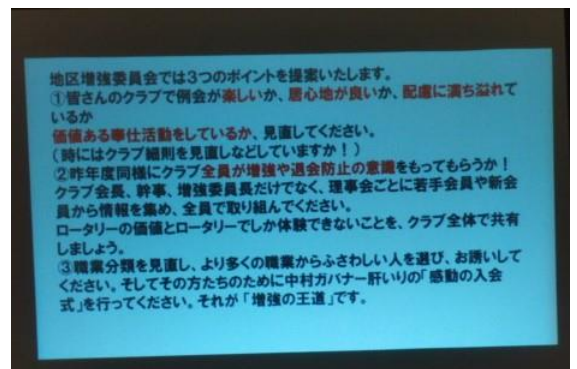 地区増強委員会では３つのポイントを提案いたします。
①皆さんのクラブで例会が楽しいか、居心地が良いか、配慮に満ち溢れて
いるか
価値ある奉仕活動をしているか、見直してください。
（時にはクラブ細則を見直しなどしていますか！）
②昨年度同様にクラブ全員が増強や退会防止の意識をもってもらうか！
クラブ会長、幹事、増強委員長だけでなく、理事会ごとに若手会員や新会
員から情報を集め、全員で取り組んでください。
ロータリーの価値とロータリーでしか体験できないことを、クラブ全体で共有
しましょう。
③職業分類を見直し、より多くの職業からふさわしい人を選び、お誘いして
ください。そしてその方たちのために中村ガバナー肝いりの「感動の入会
式」を行ってください。それが「増強の王道」です。